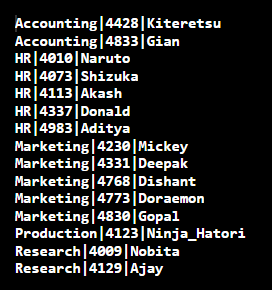 Accounting|4428|Kiteretsu
Accounting|4833|Gian
HR|4010|Naruto
HR|4073|Shizuka
HR|4113|Akash
HR|4337|Donald
HR|4983|Aditya
Marketing|4230|Mickey
Marketing|4331|Deepak
Marketing|4768|Dishant
Marketing|4773|Doraemon
Marketing|4830|Gopal
Production|4123|Ninja_Hatori
Research|4009|Nobita
Research|4129|Ajay